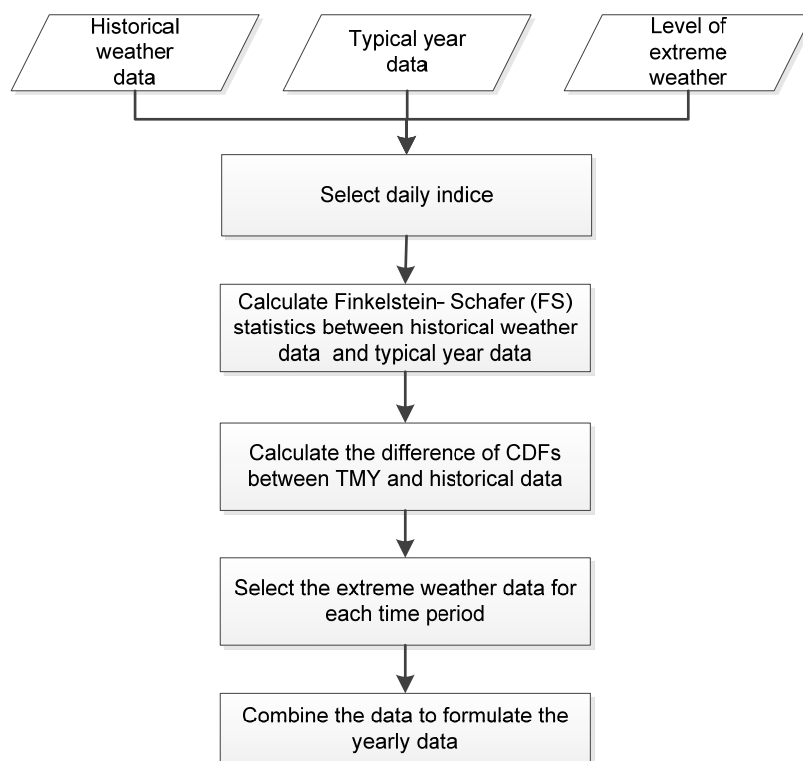 Historical
weather
data
Typical year
data
Level of
extreme
weather
Select daily indice
Calculate Finkelstein– Schafer (FS)
statistics between historical weather
data and typical year data
Calculate the difference of CDFs
between TMY and historical data
Select the extreme weather data for
each time period
Combine the data to formulate the
yearly data